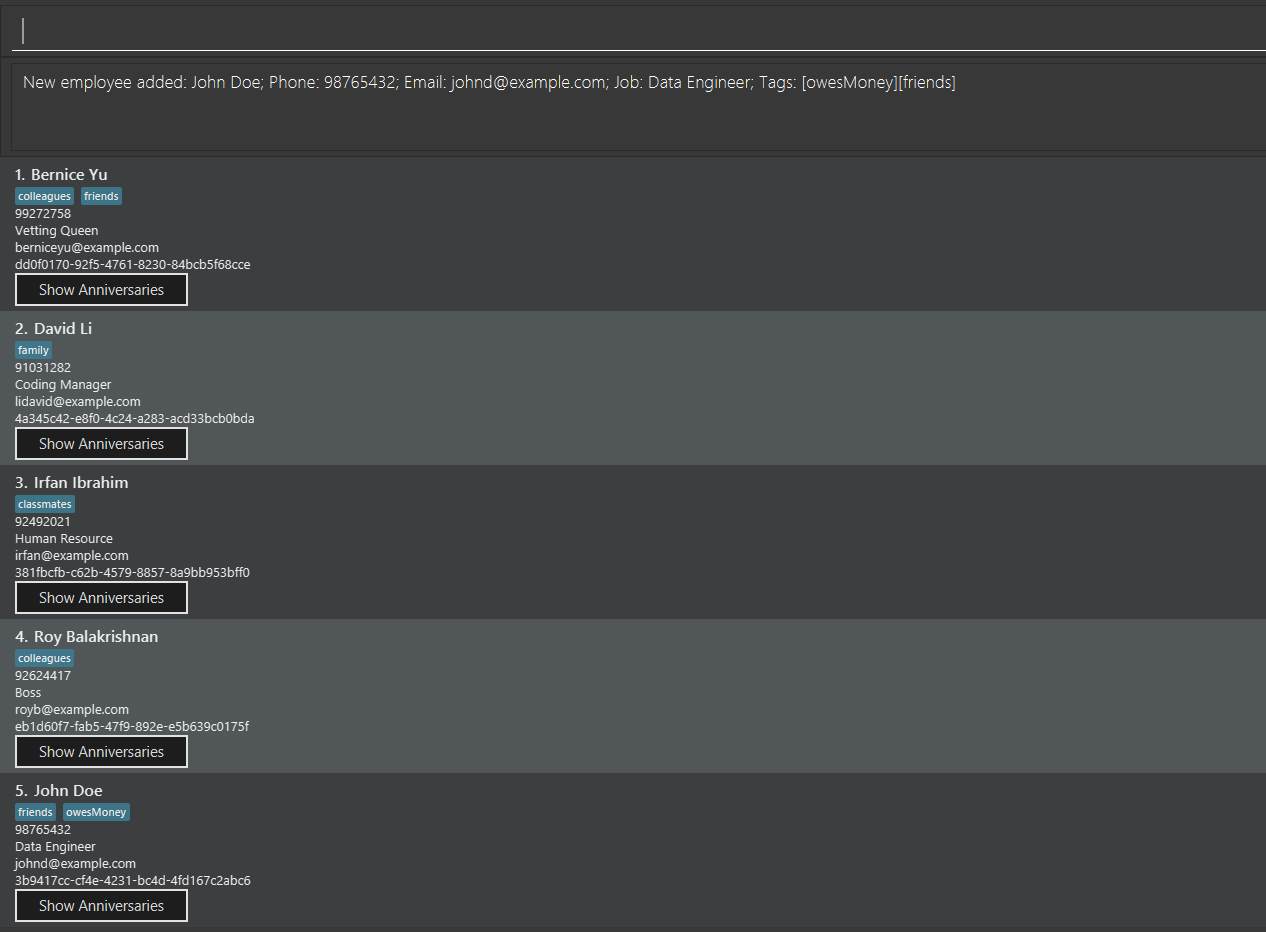 New employee added: John Doe; Phone: 98765432; Email: johnd@example.com; Job: Data Engineer; Tags: [owesMoney][friends]
1. Bernice Yu
colleagues friends
99272758
Vetting Queen
berniceyu@example.com
dd0f0170-92f5-4761-8230-84bcb5f68cce
Show Anniversaries
2. David Li
family
91031282
Coding Manager
lidavid@example.com
4a345c42-e8f0-4c24-a283-acd33bcb0bda
Show Anniversaries
3. Irfan Ibrahim
classmates
92492021
Human Resource
irfan@example.com
381fbcfb-c62b-4579-8857-8a9bb953bff0
Show Anniversaries
4. Roy Balakrishnan
colleagues
92624417
Boss
royb@example.com
eb1d60f7-fab5-47f9-892e-e5b639c0175f
Show Anniversaries
5. John Doe
friends owesMoney
98765432
Data Engineer
johnd@example.com
3b9417cc-cf4e-4231-bc4d-4fd167c2abc6
Show Anniversaries